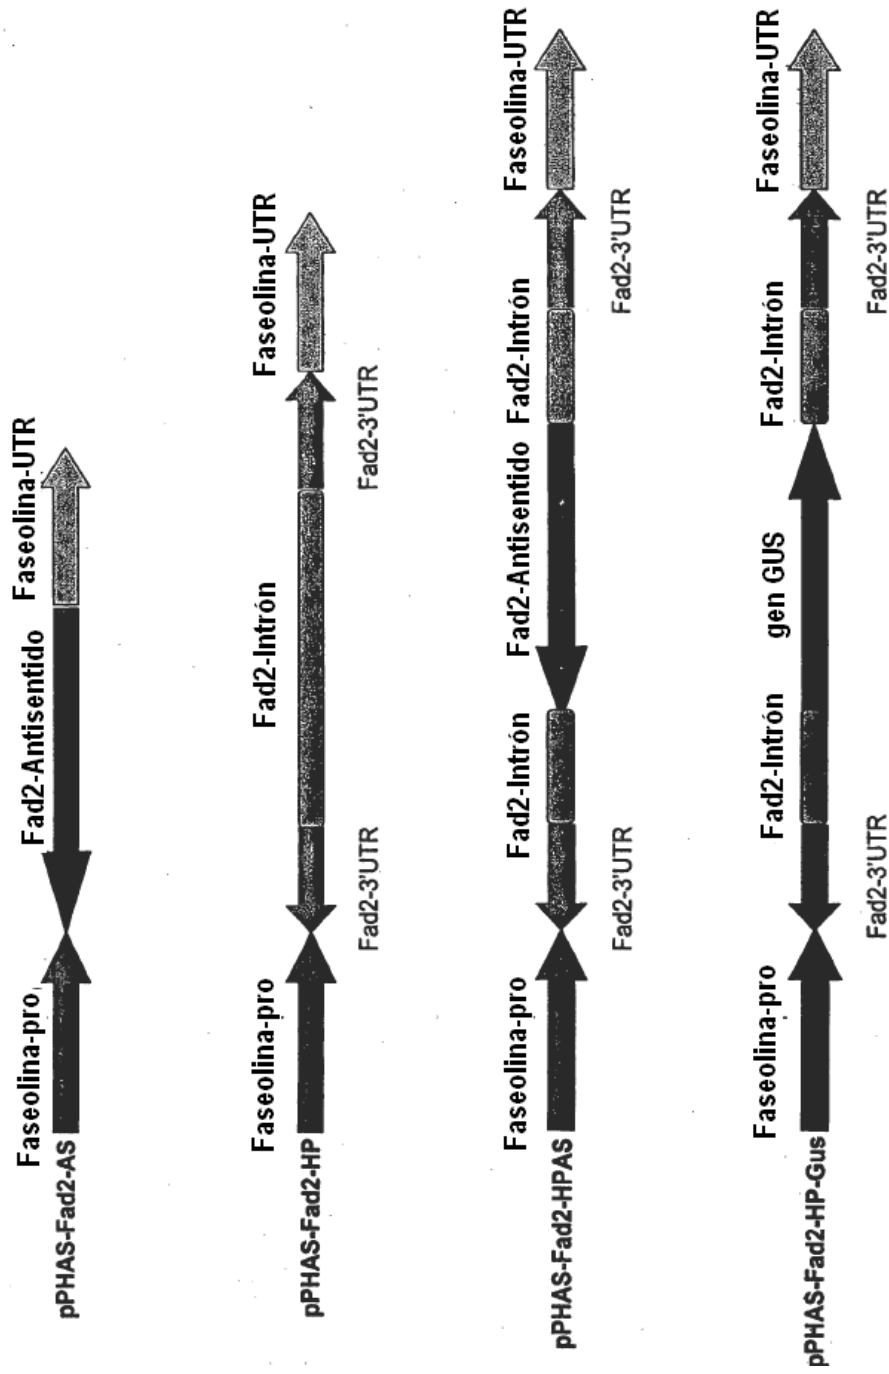 pPHAS-Fad2-AS
Faseolina-pro
Fad2-Antisentido
Faseolina-UTR
pPHAS-Fad2-HP
Faseolina-pro
Fad2-3'UTR
Fad2-Intrón
Fad2-3'UTR
Faseolina-UTR
pPHAS-Fad2-HPAS
Faseolina-pro
Fad2-3'UTR
Fad2-Intrón
Fad2-Antisentido
Fad2-Intrón
Fad2-3'UTR
Faseolina-UTR
pPHAS-Fad2-HP-Gus
Faseolina-pro
Fad2-3'UTR
Fad2-Intrón
gen GUS
Fad2-Intrón
Fad2-3'UTR
Faseolina-UTR